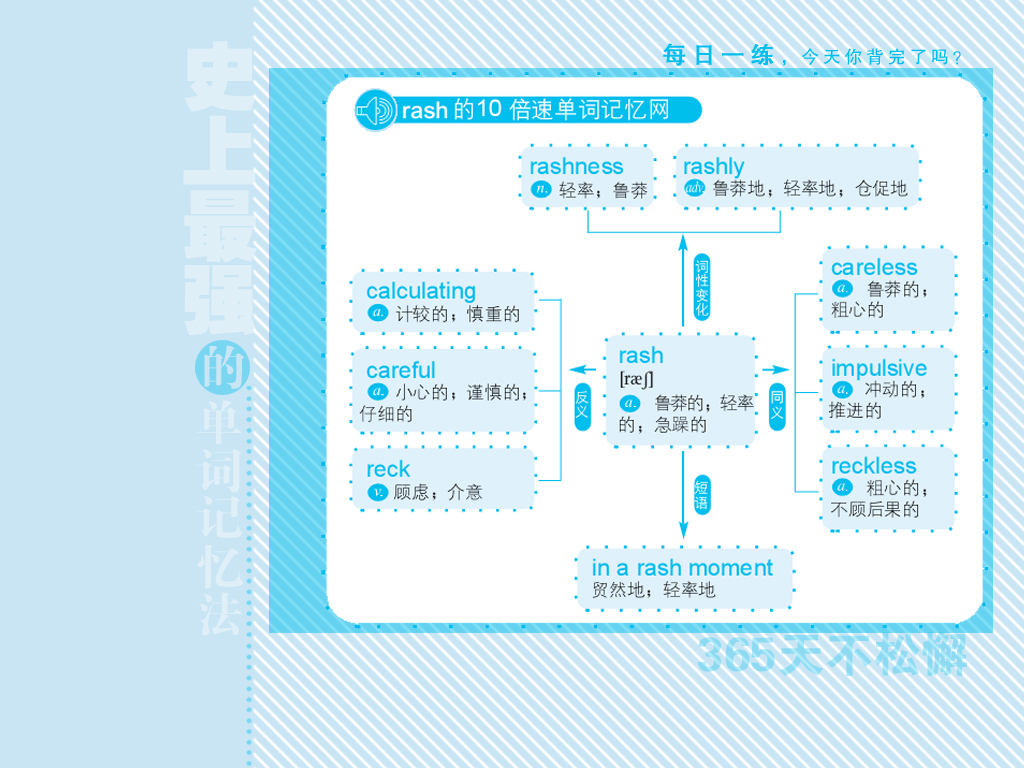 每日一练，今天你背完了吗？
史上最强的单词记忆法
rash 的10 倍速单词记忆网
rashness
n. 轻率；鲁莽
rashly
adv. 鲁莽地；轻率地；仓促地
词性变化
calculating
a. 计较的；慎重的
careful
a. 小心的；谨慎的；
仔细的
reck
v. 顾虑；介意
反义
rash
[ræʃ]
a. 鲁莽的；轻率
的；急躁的
同义
careless
a. 鲁莽的；
粗心的
impulsive
a. 冲动的；
推进的
reckless
a. 粗心的；
不顾后果的
短语
in a rash moment
贸然地；轻率地
365天不松懈